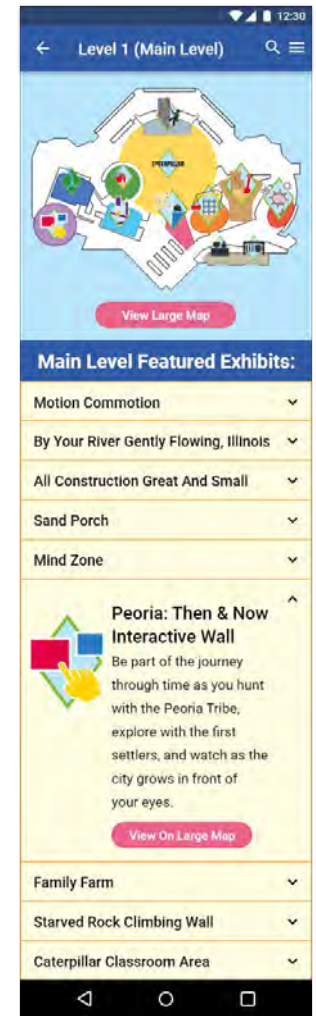 12:30
Level 1 (Main Level)
CATERPILLAR
View Large Map
Main Level Featured Exhibits:
Motion Commotion
By Your River Gently Flowing, Illinois
All Construction Great And Small
Sand Porch
Mind Zone
Peoria: Then & Now
Interactive Wall
Be part of the journey
through time as you hunt
with the Peoria Tribe,
explore with the first
settlers, and watch as the
city grows in front of
your eyes.
View On Large Map
Family Farm
Starved Rock Climbing Wall
Caterpillar Classroom Area